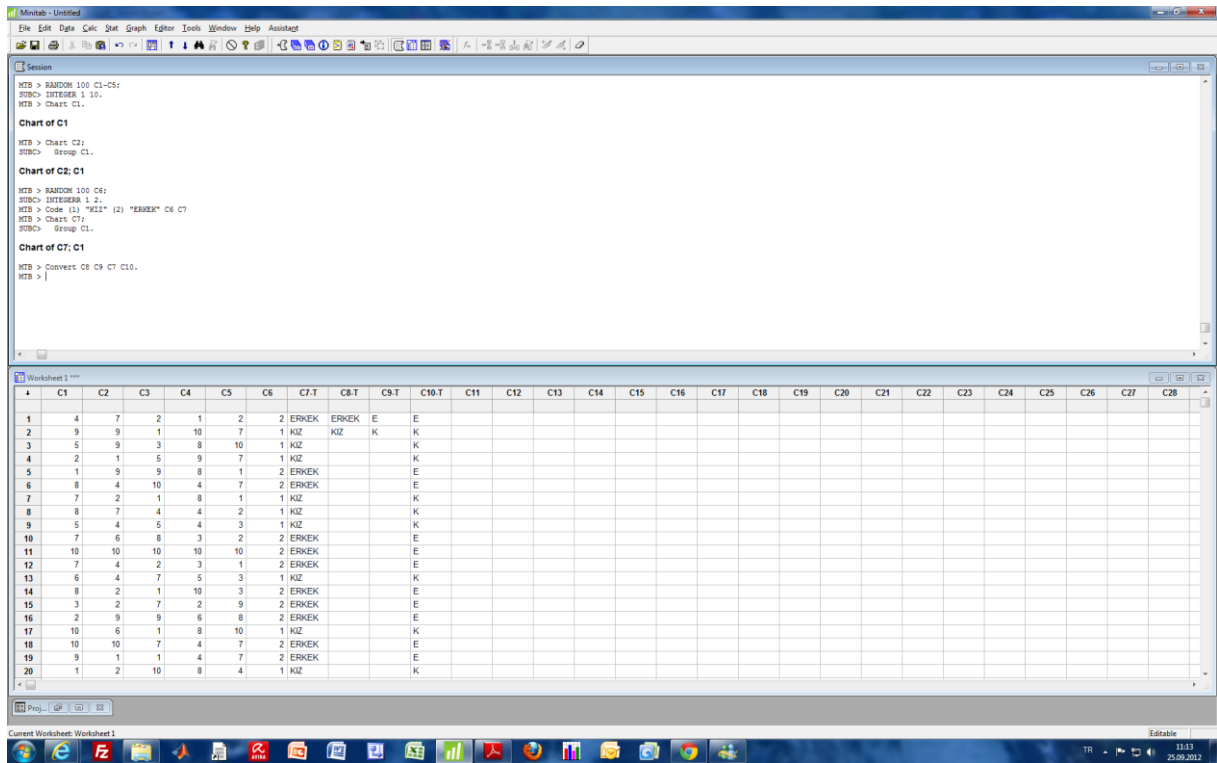 Minitab - Untitled
File Edit Data Calc Stat Graph Editor Tools Window Help Assistant
Session
MTB > RANDOM 100 C1-C5;
SUBC> INTEGER 1 10.
MTB > Chart C1.
Chart of C1
MTB > Chart C2;
SUBC> Group C1.
Chart of C2; C1
MTB > RANDOM 100 C6;
SUBC> INTEGERR 1 2.
MTB > Code (1) "KIZ" (2) "ERKEK" C6 C7
MTB > Chart C7;
SUBC> Group C1.
Chart of C7; C1
MTB > Convert C8 C9 C7 C10.
MTB >
Worksheet 1 ***
C1 C2 C3 C4 C5 C6 C7-T C8-T C9-T C10-T C11 C12 C13 C14 C15 C16 C17 C18 C19 C20 C21 C22 C23 C24 C25 C26 C27 C28
1 4 7 2 1 2 2 ERKEK ERKEK E E
2 9 9 1 10 7 1 KIZ KIZ K K
3 5 9 3 8 10 1 KIZ K
4 2 1 5 9 7 1 KIZ K
5 1 9 9 8 1 2 ERKEK E
6 8 4 10 4 7 2 ERKEK E
7 7 2 1 8 1 1 KIZ K
8 8 7 4 4 2 1 KIZ K
9 5 4 5 4 3 1 KIZ K
10 7 6 8 3 2 2 ERKEK E
11 10 10 10 10 10 2 ERKEK E
12 7 4 2 3 1 2 ERKEK E
13 6 4 7 5 3 1 KIZ K
14 8 2 1 10 3 2 ERKEK E
15 3 2 7 2 9 2 ERKEK E
16 2 9 9 6 8 2 ERKEK E
17 10 6 1 8 10 1 KIZ K
18 10 10 7 4 7 2 ERKEK E
19 9 1 1 4 7 2 ERKEK E
20 1 2 10 8 4 1 KIZ K
Proj...
Current Worksheet: Worksheet 1 Editable
TR 11:13
25.09.2012